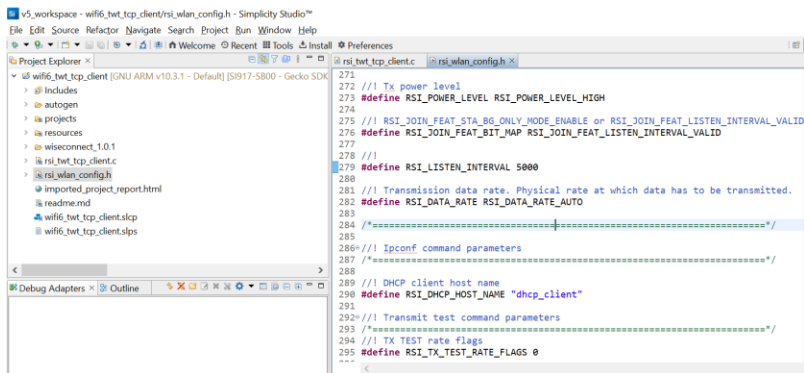 v5_workspace - wifi6_twt_tcp_client/rsi_wlan_config.h - Simplicity Studio™
File Edit Source Refactor Navigate Search Project Run Window Help
Welcome Recent Tools Install Preferences
Project Explorer
wifi6_twt_tcp_client [GNU ARM v10.3.1 - Default] [SI917-S800 - Gecko SDK
Includes
autogen
projects
resources
wiseconnect_1.0.1
rsi_twt_tcp_client.c
rsi_wlan_config.h
imported_project_report.html
readme.md
wifi6_twt_tcp_client.slcp
wifi6_twt_tcp_client.slps
Debug Adapters Outline
rsi_twt_tcp_client.c rsi_wlan_config.h
271
272 //! Tx power level
273 #define RSI_POWER_LEVEL RSI_POWER_LEVEL_HIGH
274
275 //! RSI_JOIN_FEAT_STA_BG_ONLY_MODE_ENABLE or RSI_JOIN_FEAT_LISTEN_INTERVAL_VALID
276 #define RSI_JOIN_FEAT_BIT_MAP RSI_JOIN_FEAT_LISTEN_INTERVAL_VALID
277
278 //!
279 #define RSI_LISTEN_INTERVAL 5000
280
281 //! Transmission data rate. Physical rate at which data has to be transmitted.
282 #define RSI_DATA_RATE RSI_DATA_RATE_AUTO
283
284 /*=======================================================================*/
285
286 //! Ipconf command parameters
287 /*=======================================================================*/
288
289 //! DHCP client host name
290 #define RSI_DHCP_HOST_NAME "dhcp_client"
291
292 //! Transmit test command parameters
293 /*=======================================================================*/
294 //! TX TEST rate flags
295 #define RSI_TX_TEST_RATE_FLAGS 0